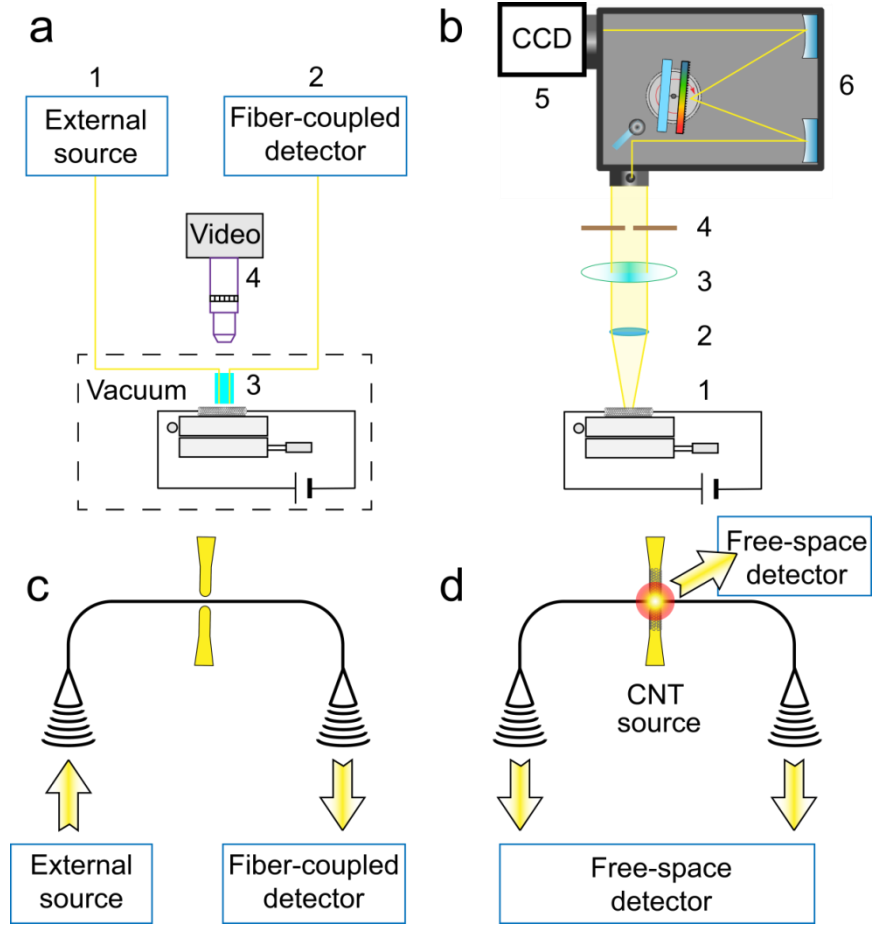 a
1
2
External
source
Fiber-coupled
detector
Video
4
Vacuum
3
b
CCD
5
6
4
3
2
1
c
External
source
Fiber-coupled
detector
d
Free-space
detector
CNT
source
Free-space
detector